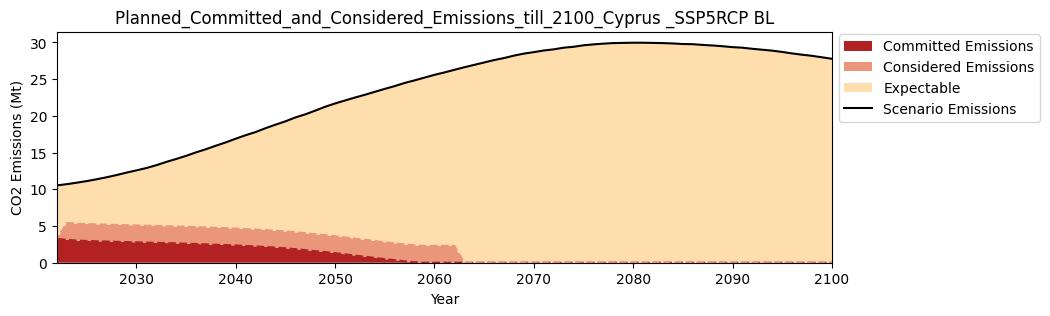 Planned_Committed_and_Considered_Emissions_till_2100_Cyprus _SSP5RCP BL
CO2 Emissions (Mt)
30
25
20
15
10
5
0
2030 2040 2050 2060 2070 2080 2090 2100
Year
Committed Emissions
Considered Emissions
Expectable
Scenario Emissions